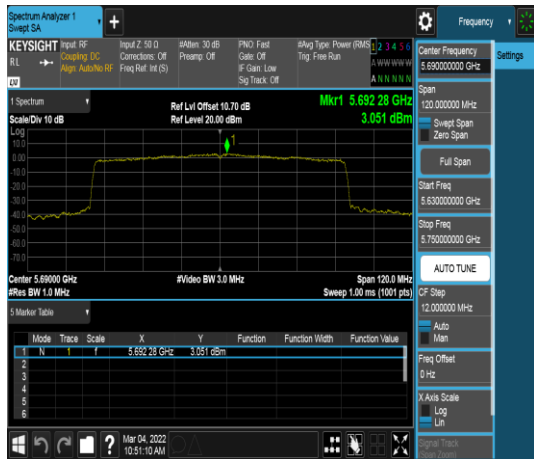 Spectrum Analyzer 1
Swept SA
Frequency
KEYSIGHT
RL
Input: RF
Coupling: DC
Align: Auto/No RF
Input Z: 50 Ω
Corrections: Off
Freq Ref: Int (S)
#Atten: 30 dB
Preamp: Off
PNO: Fast
Gate: Off
IF Gain: Low
Sig Track: Off
#Avg Type: Power (RMS
Trig: Free Run
1 2 3 4 5 6
A W W W W W
A N N N N N
1 Spectrum
Scale/Div 10 dB
Ref Lvl Offset 10.70 dB
Ref Level 20.00 dBm
Mkr1 5.692 28 GHz
3.051 dBm
Log
10.0
0.00
-10.0
-20.0
-30.0
-40.0
-50.0
-60.0
-70.0
1
Center 5.69000 GHz
#Res BW 1.0 MHz
#Video BW 3.0 MHz
Span 120.0 MHz
Sweep 1.00 ms (1001 pts)
5 Marker Table
Mode Trace Scale X Y Function Function Width Function Value
1 N 1 f 5.692 28 GHz 3.051 dBm
2
3
4
5
6
Mar 04, 2022
10:51:10 AM
Center Frequency
5.690000000 GHz
Span
120.000000 MHz
Swept Span
Zero Span
Full Span
Start Freq
5.630000000 GHz
Stop Freq
5.750000000 GHz
AUTO TUNE
CF Step
12.000000 MHz
Auto
Man
Freq Offset
0 Hz
X Axis Scale
Log
Lin
Signal Track
(Span Zoom)
Settings